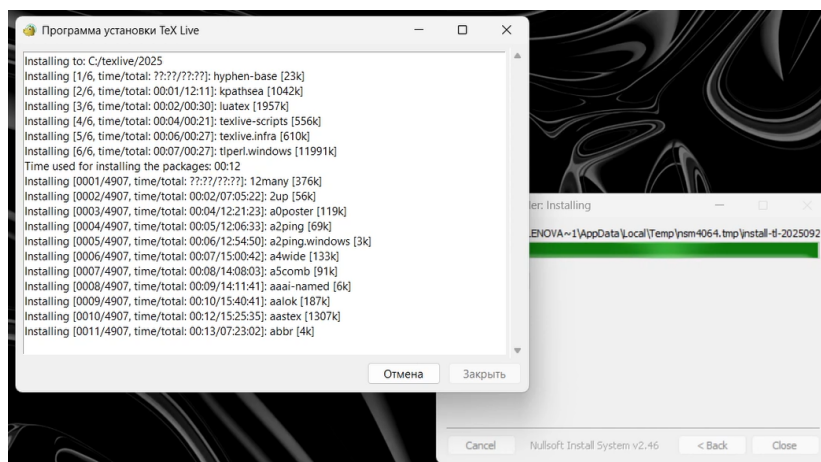 Программа установки TeX Live
Installing to: C:/texlive/2025
Installing [1/6, time/total: ??:??/??:??]: hyphen-base [23k]
Installing [2/6, time/total: 00:01/12:11]: kpathsea [1042k]
Installing [3/6, time/total: 00:02/00:30]: luatex [1957k]
Installing [4/6, time/total: 00:04/00:21]: texlive-scripts [556k]
Installing [5/6, time/total: 00:06/00:27]: texlive.infra [610k]
Installing [6/6, time/total: 00:07/00:27]: tlperl.windows [11991k]
Time used for installing the packages: 00:12
Installing [0001/4907, time/total: ??:??/??:??]: 12many [376k]
Installing [0002/4907, time/total: 00:02/07:05:22]: 2up [56k]
Installing [0003/4907, time/total: 00:04/12:21:23]: a0poster [119k]
Installing [0004/4907, time/total: 00:05/12:06:33]: a2ping [69k]
Installing [0005/4907, time/total: 00:06/12:54:50]: a2ping.windows [3k]
Installing [0006/4907, time/total: 00:07/15:00:42]: a4wide [133k]
Installing [0007/4907, time/total: 00:08/14:08:03]: a5comb [91k]
Installing [0008/4907, time/total: 00:09/14:11:41]: aaai-named [6k]
Installing [0009/4907, time/total: 00:10/15:40:41]: aalok [187k]
Installing [0010/4907, time/total: 00:12/15:25:35]: aastex [1307k]
Installing [0011/4907, time/total: 00:13/07:23:02]: abbr [4k]
Отмена Закрыть
ler: Installing
.ENOVA~1\AppData\Local\Temp\nsm4064.tmp\install-tl-2025092
Cancel Nullsoft Install System v2.46 < Back Close